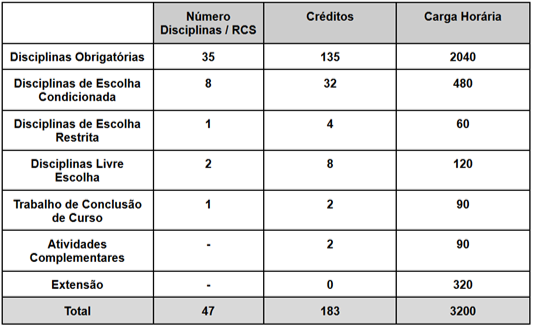 Número Disciplinas / RCS Créditos Carga Horária
Disciplinas Obrigatórias 35 135 2040
Disciplinas de Escolha Condicionada 8 32 480
Disciplinas de Escolha Restrita 1 4 60
Disciplinas Livre Escolha 2 8 120
Trabalho de Conclusão de Curso 1 2 90
Atividades Complementares - 2 90
Extensão - 0 320
Total 47 183 3200